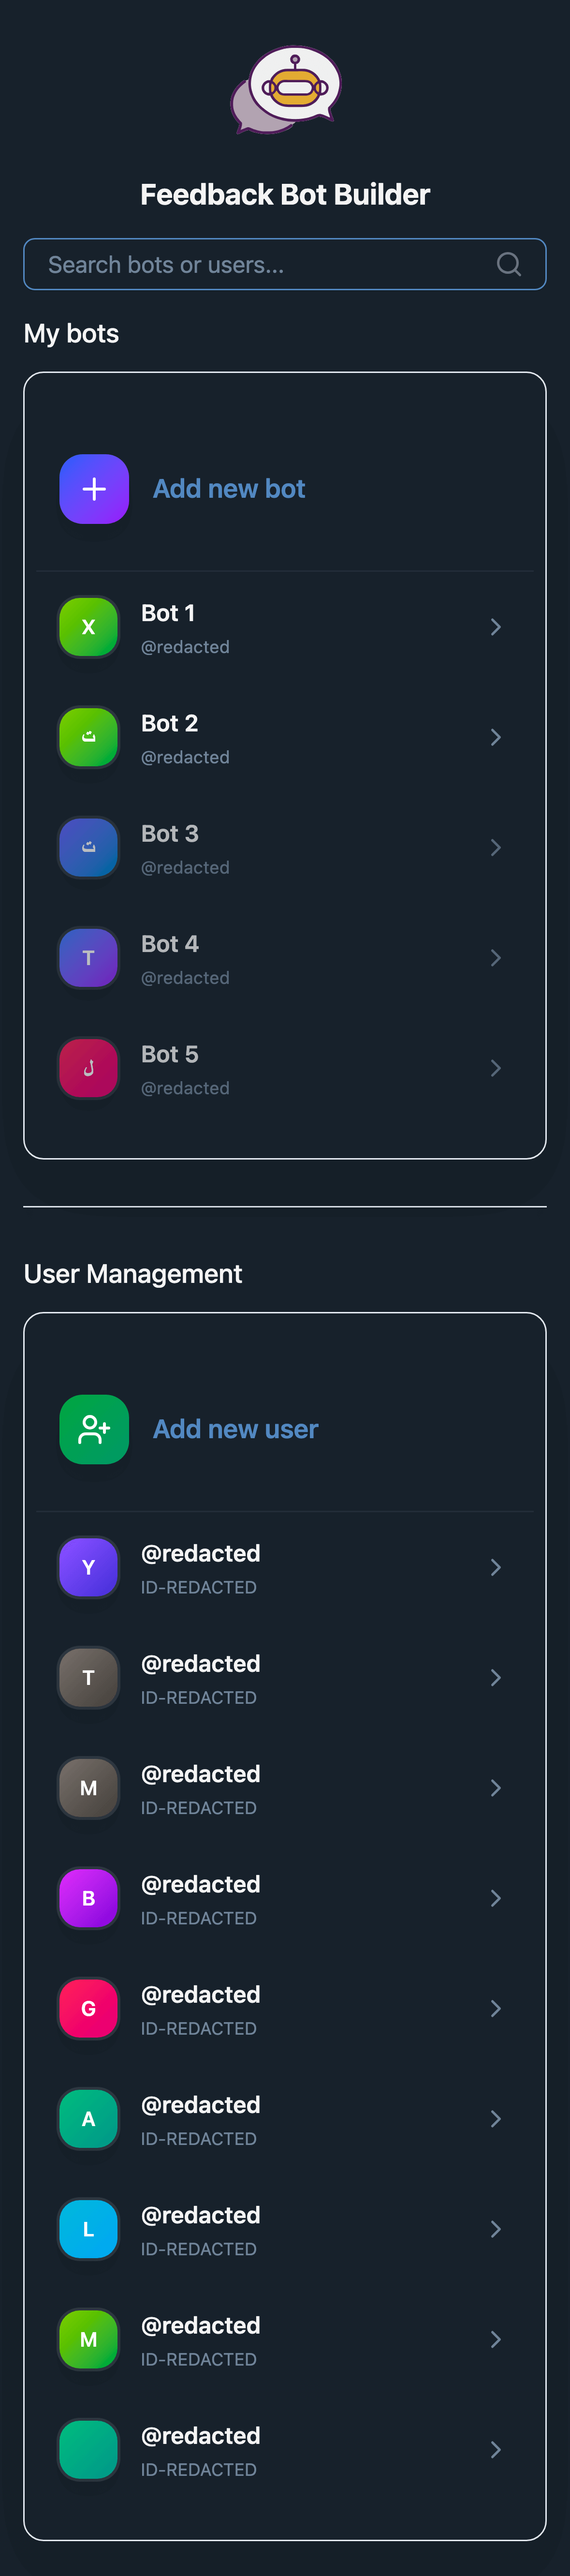 Feedback Bot Builder
Search bots or users...
My bots
Add new bot
X
Bot 1
@redacted
ت
Bot 2
@redacted
ت
Bot 3
@redacted
T
Bot 4
@redacted
ل
Bot 5
@redacted
User Management
Add new user
Y
@redacted
ID-REDACTED
T
@redacted
ID-REDACTED
M
@redacted
ID-REDACTED
B
@redacted
ID-REDACTED
G
@redacted
ID-REDACTED
A
@redacted
ID-REDACTED
L
@redacted
ID-REDACTED
M
@redacted
ID-REDACTED
@redacted
ID-REDACTED